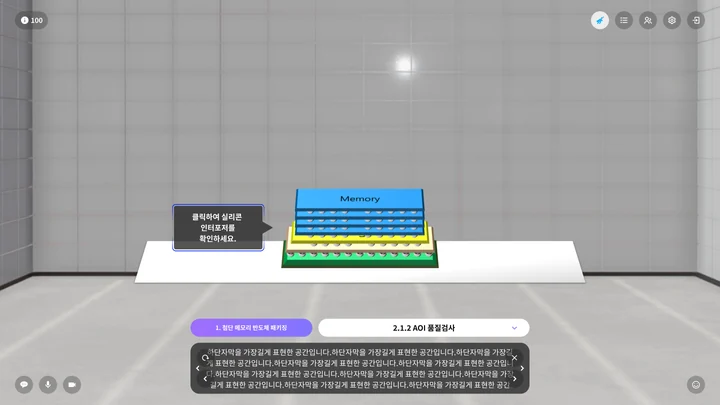 100
Memory
클릭하여 실리콘
인터포저를
확인하세요.
1. 첨단 메모리 반도체 패키징
2.1.2 AOI 품질검사
하단자막을 가장길게 표현한 공간입니다.하단자막을 가장길게 표현한 공간입니다.하단자막을 가장길
게 표현한 공간입니다.하단자막을 가장길게 표현한 공간입니다.하단자막을 가장길게 표현한 공간입니
다.하단자막을 가장길게 표현한 공간입니다.하단자막을 가장길게 표현한 공간입니다.하단자막을
길게 표현한 공간입니다.하단자막을 가장길게 표현한 공간입니다.하단자막을 가장길게 표현한 공간